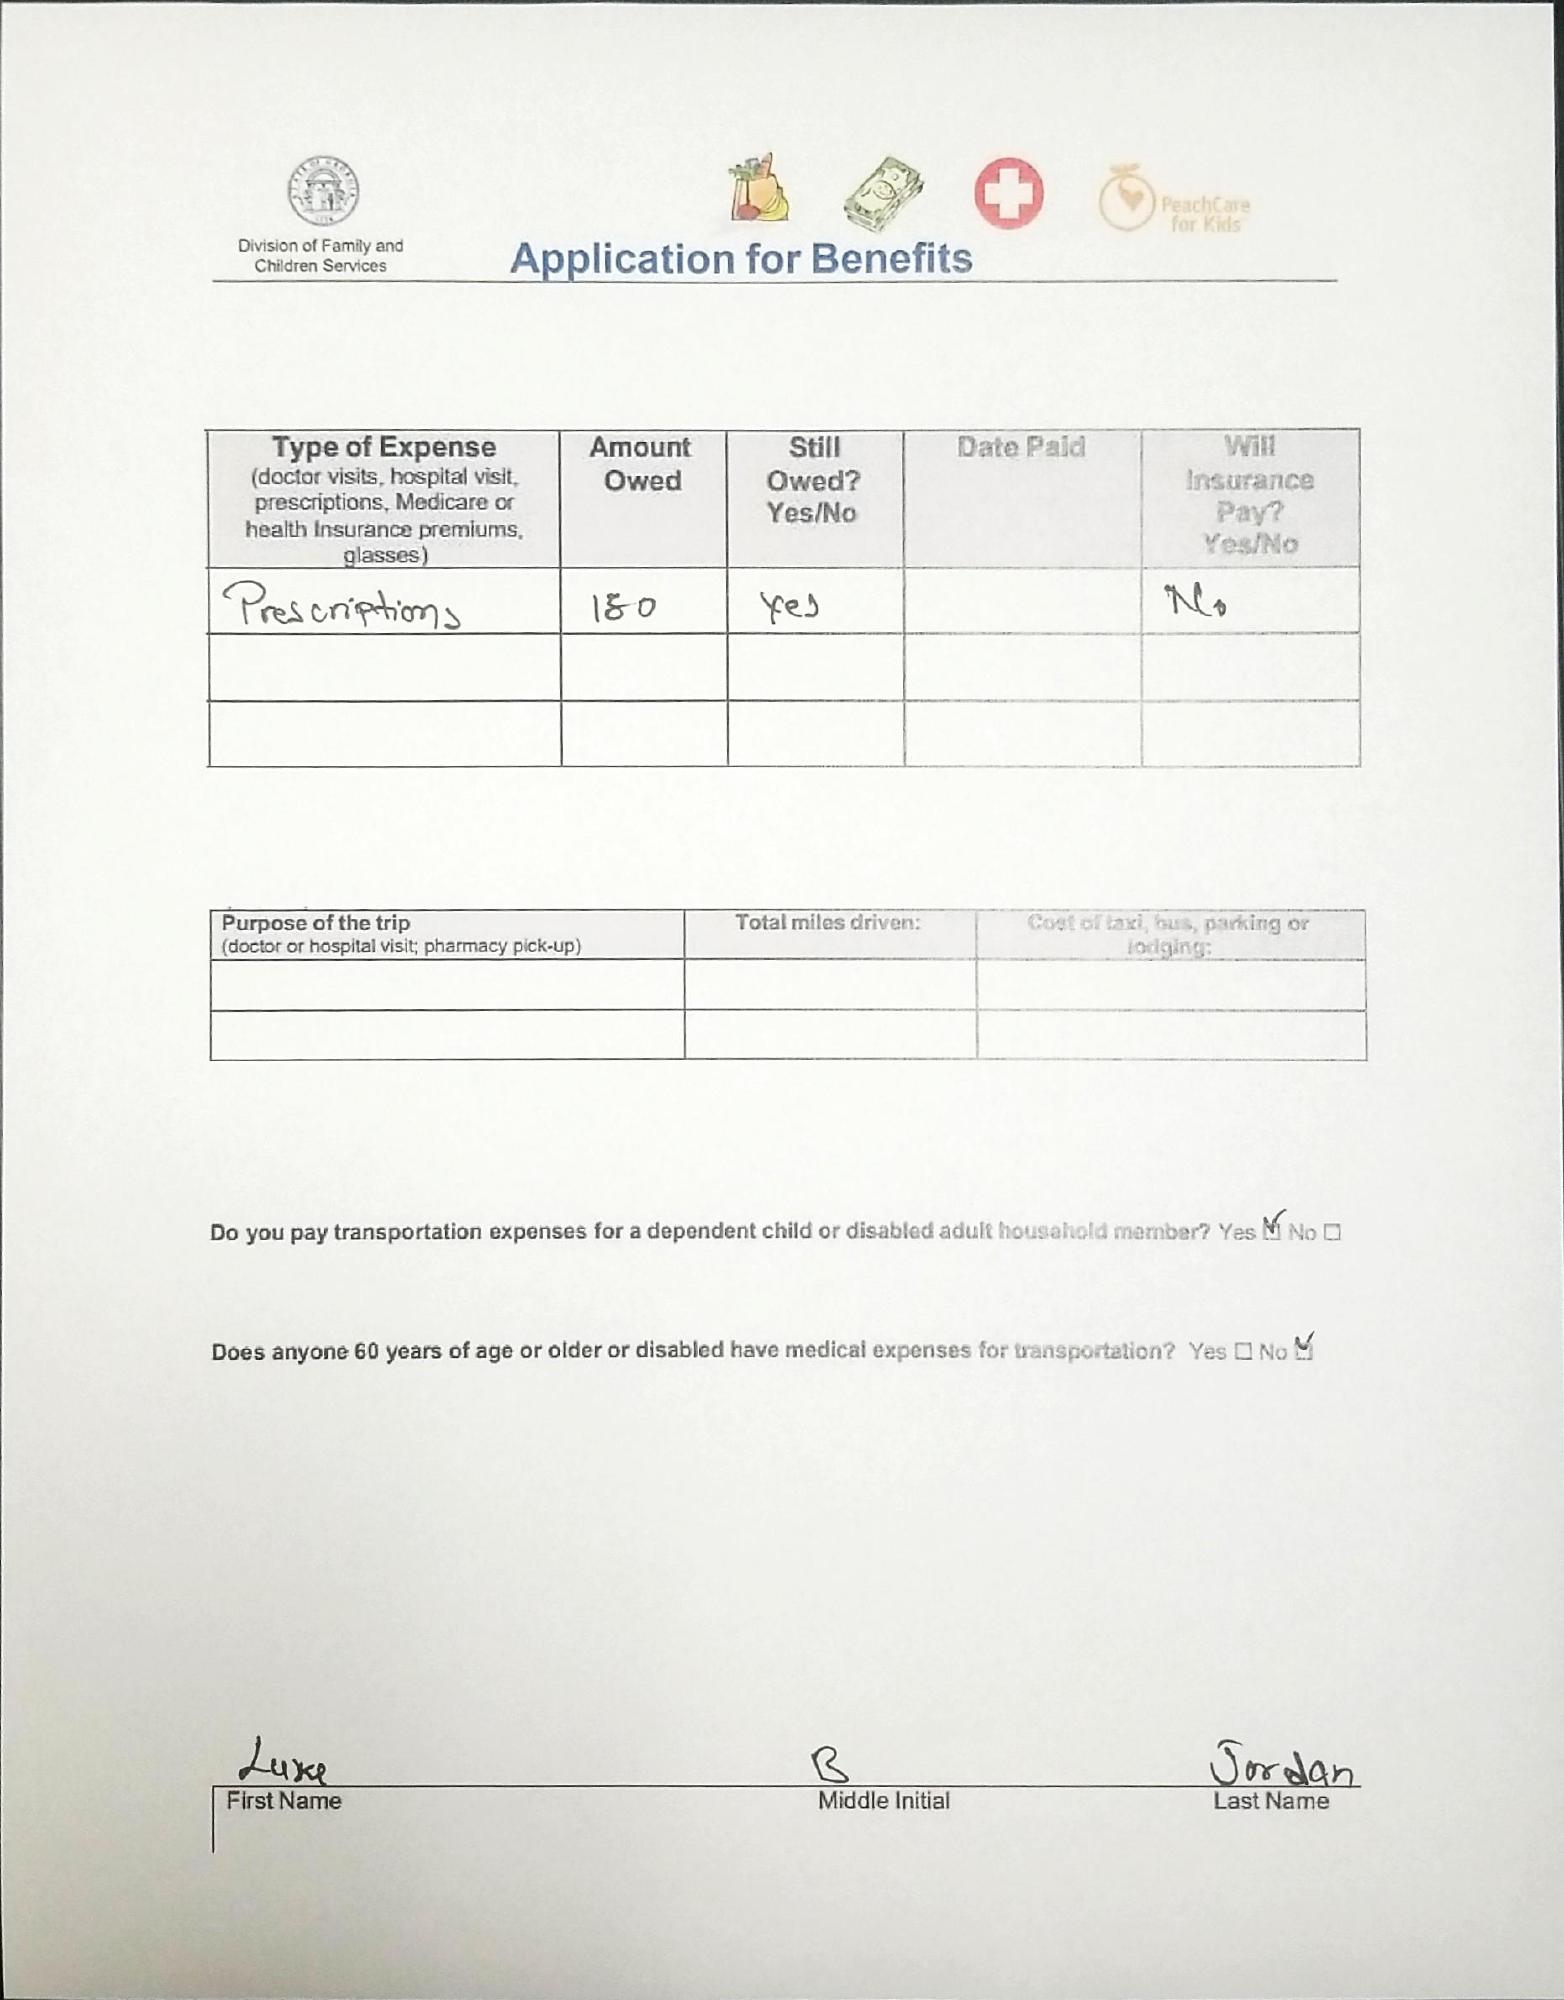 STATE OF GEORGIA
1776
Division of Family and
Children Services
Application for Benefits
PeachCare
for Kids
Type of Expense
(doctor visits, hospital visit,
prescriptions, Medicare or
health Insurance premiums,
glasses)
Amount
Owed
Still
Owed?
Yes/No
Date Paid
Will
Insurance
Pay?
Yes/No
Prescriptions 180 Yes No
Purpose of the trip
(doctor or hospital visit; pharmacy pick-up)
Total miles driven:
Cost of taxi, bus, parking or
lodging:
Do you pay transportation expenses for a dependent child or disabled adult household member? Yes ☑ No ☐
Does anyone 60 years of age or older or disabled have medical expenses for transportation? Yes ☐ No ☑
Luke B Jordan
First Name Middle Initial Last Name